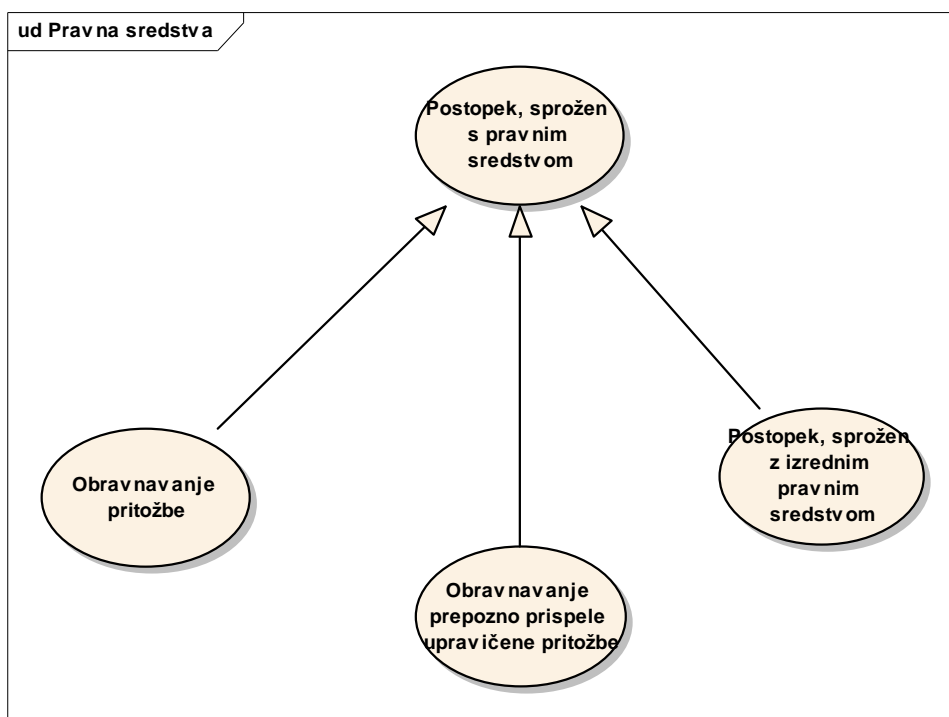 ud Pravna sredstva
Postopek, sprožen
s pravnim
sredstvom
Obravnavanje
pritožbe
Postopek, sprožen
z izrednim
pravnim
sredstvom
Obravnavanje
prepozno prispele
upravičene pritožbe